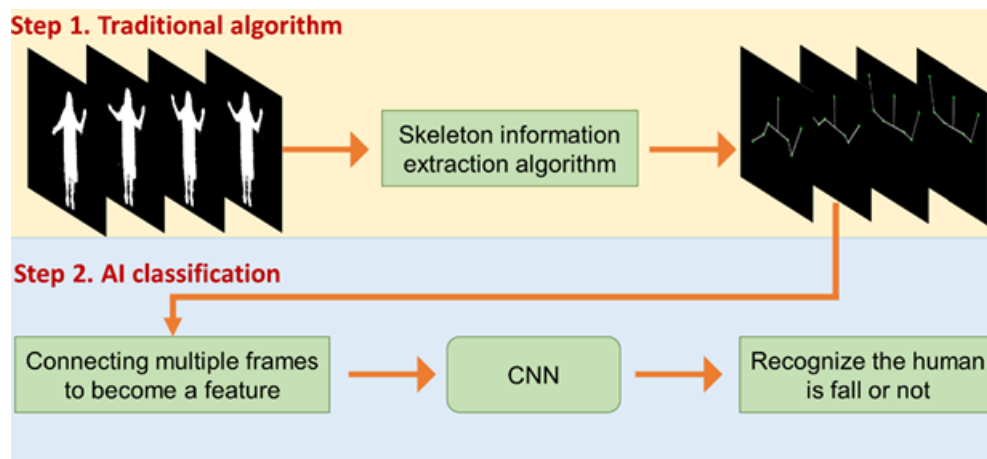 Step 1. Traditional algorithm
Skeleton information
extraction algorithm
Step 2. AI classification
Connecting multiple frames
to become a feature
CNN
Recognize the human
is fall or not